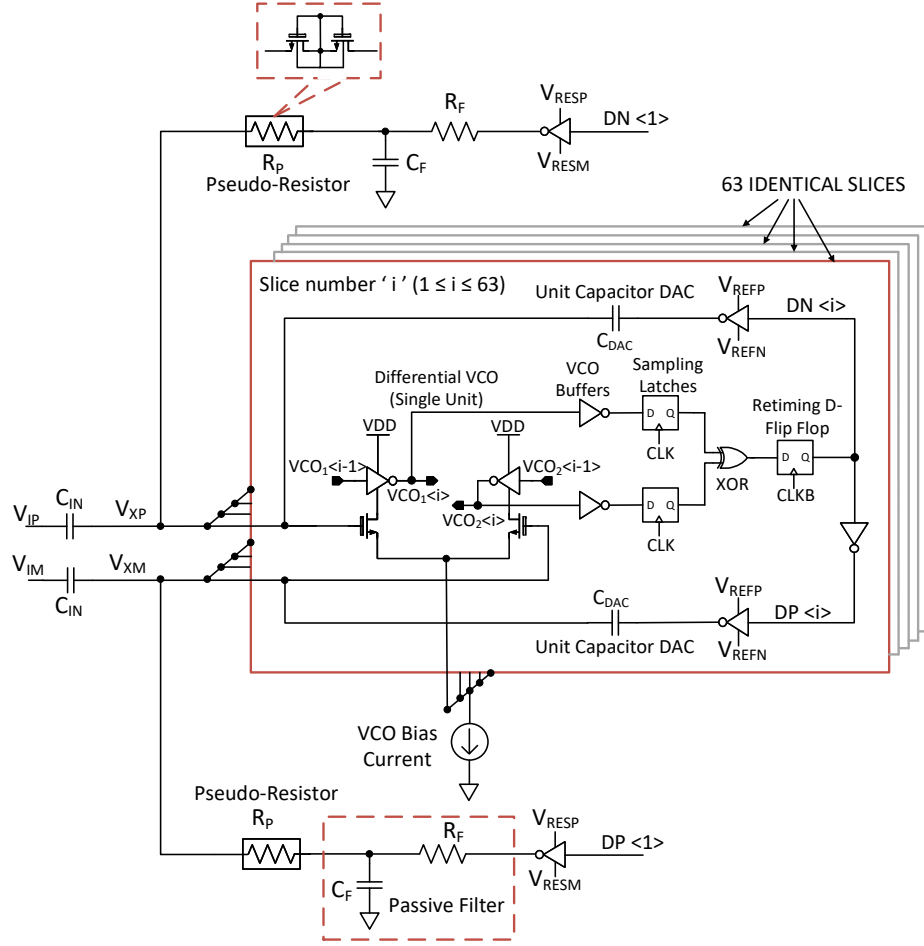 V_RESP
R_F
DN <1>
V_RESM
R_P
C_F
Pseudo-Resistor
63 IDENTICAL SLICES
Slice number ‘ i ’ (1 ≤ i ≤ 63)
Unit Capacitor DAC
V_REFP
DN <i>
C_DAC
V_REFN
Differential VCO
(Single Unit)
VCO
Buffers
Sampling
Latches
Retiming D-
Flip Flop
D Q
CLK
VDD
VDD
VCO₁<i-1>
VCO₂<i-1>
VCO₁<i>
XOR
D Q
CLKB
VCO₂<i>
D Q
CLK
C_IN
V_IP
V_XP
V_IM
V_XM
C_IN
C_DAC
V_REFP
DP <i>
V_REFN
Unit Capacitor DAC
VCO Bias
Current
Pseudo-Resistor
R_P
R_F
V_RESP
DP <1>
V_RESM
C_F
Passive Filter